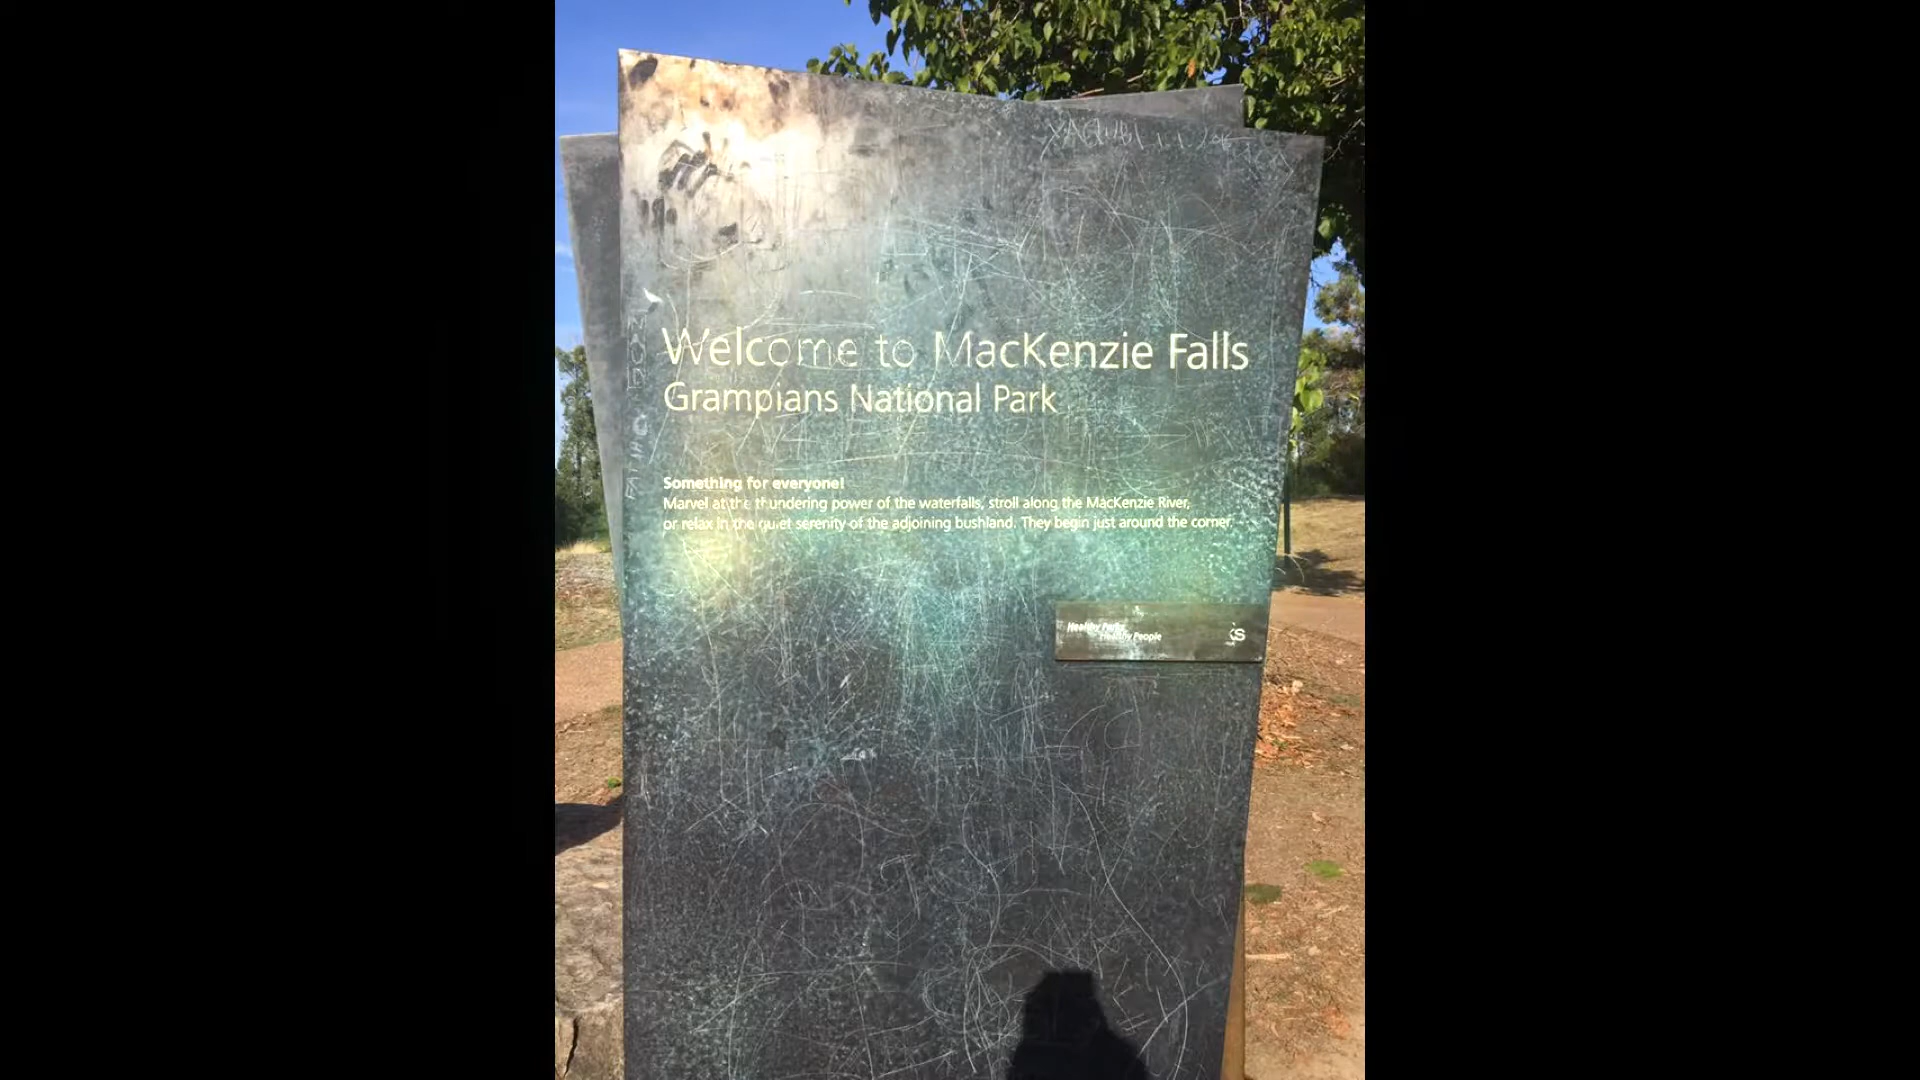 Welcome to MacKenzie Falls
Grampians National Park
Something for everyone!
Marvel at the thundering power of the waterfalls, stroll along the MacKenzie River,
or relax in the quiet serenity of the adjoining bushland. They begin just around the corner.
Healthy Parks
Healthy People